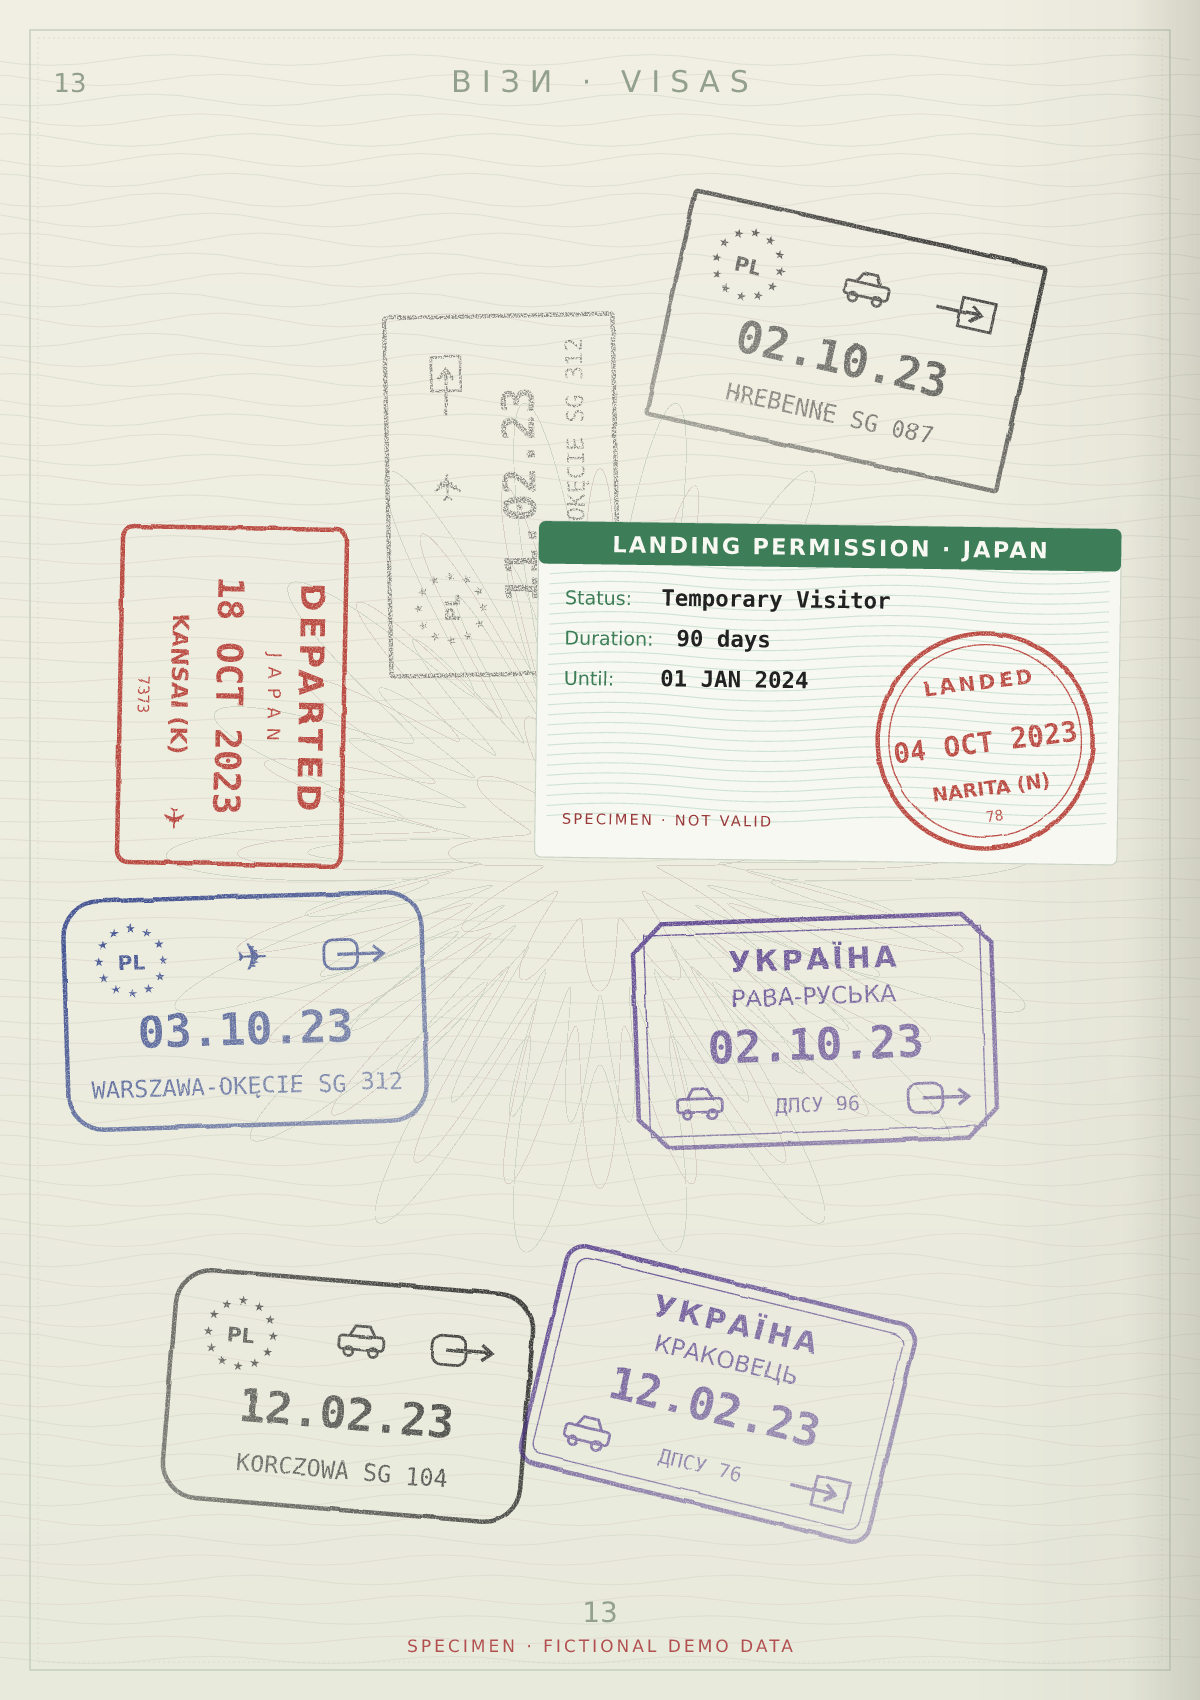 13
ВІЗИ · VISAS
PL
02.10.23
HREBENNE SG 087
PL
11.02.23
OKĘCIE SG 312
LANDING PERMISSION · JAPAN
Status: Temporary Visitor
Duration: 90 days
Until: 01 JAN 2024
SPECIMEN · NOT VALID
LANDED
04 OCT 2023
NARITA (N)
78
DEPARTED
JAPAN
18 OCT 2023
KANSAI (K)
7373
PL
03.10.23
WARSZAWA-OKĘCIE SG 312
УКРАЇНА
РАВА-РУСЬКА
02.10.23
ДПСУ 96
PL
12.02.23
KORCZOWA SG 104
УКРАЇНА
КРАКОВЕЦЬ
12.02.23
ДПСУ 76
13
SPECIMEN · FICTIONAL DEMO DATA